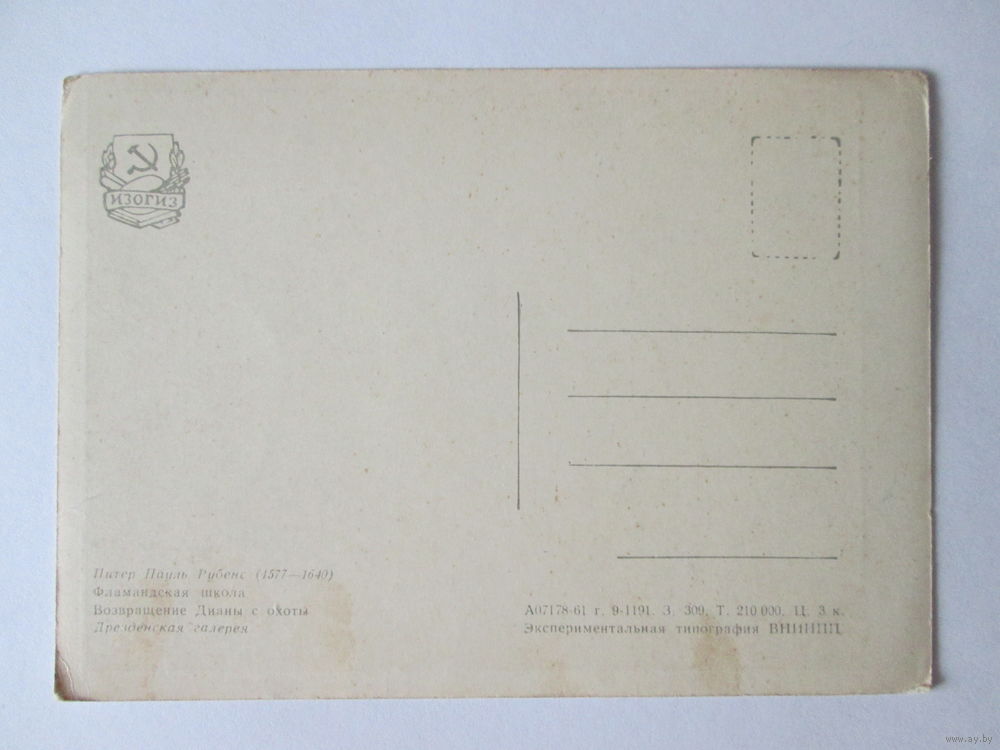 ИЗОГИЗ
Питер Пауль Рубенс (1577—1640)
Фламандская школа
Возвращение Дианы с охоты
Дрезденская галерея
А07178-61 г. 9-1191. З. 309. Т. 210 000. Ц. 3 к.
Экспериментальная типография ВНИИПП
www.ay.by